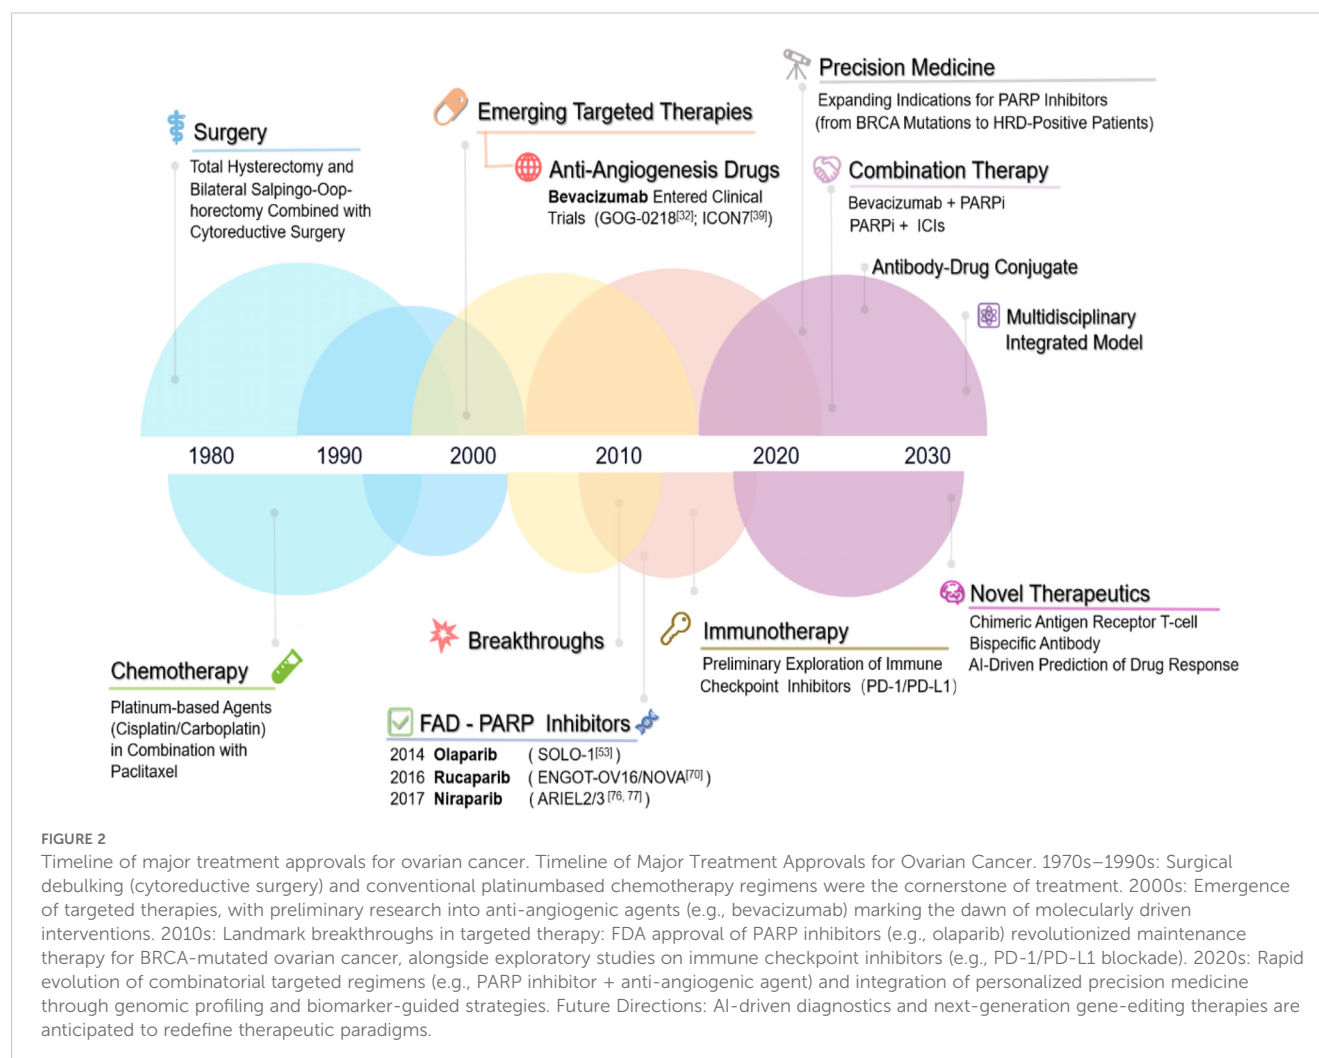 Precision Medicine
Expanding Indications for PARP Inhibitors
(from BRCA Mutations to HRD-Positive Patients)
Emerging Targeted Therapies
Surgery
Total Hysterectomy and
Bilateral Salpingo-Oop-
horectomy Combined with
Cytoreductive Surgery
Anti-Angiogenesis Drugs
Bevacizumab Entered Clinical
Trials (GOG-0218[32]; ICON7[39])
Combination Therapy
Bevacizumab + PARPi
PARPi + ICIs
Antibody-Drug Conjugate
Multidisciplinary
Integrated Model
1980 1990 2000 2010 2020 2030
Chemotherapy
Platinum-based Agents
(Cisplatin/Carboplatin)
in Combination with
Paclitaxel
Breakthroughs
FAD - PARP Inhibitors
2014 Olaparib ( SOLO-1[53])
2016 Rucaparib ( ENGOT-OV16/NOVA[70])
2017 Niraparib ( ARIEL2/3 [76, 77])
Immunotherapy
Preliminary Exploration of Immune
Checkpoint Inhibitors (PD-1/PD-L1)
Novel Therapeutics
Chimeric Antigen Receptor T-cell
Bispecific Antibody
AI-Driven Prediction of Drug Response
FIGURE 2
Timeline of major treatment approvals for ovarian cancer. Timeline of Major Treatment Approvals for Ovarian Cancer. 1970s–1990s: Surgical
debulking (cytoreductive surgery) and conventional platinumbased chemotherapy regimens were the cornerstone of treatment. 2000s: Emergence
of targeted therapies, with preliminary research into anti-angiogenic agents (e.g., bevacizumab) marking the dawn of molecularly driven
interventions. 2010s: Landmark breakthroughs in targeted therapy: FDA approval of PARP inhibitors (e.g., olaparib) revolutionized maintenance
therapy for BRCA-mutated ovarian cancer, alongside exploratory studies on immune checkpoint inhibitors (e.g., PD-1/PD-L1 blockade). 2020s: Rapid
evolution of combinatorial targeted regimens (e.g., PARP inhibitor + anti-angiogenic agent) and integration of personalized precision medicine
through genomic profiling and biomarker-guided strategies. Future Directions: AI-driven diagnostics and next-generation gene-editing therapies are
anticipated to redefine therapeutic paradigms.